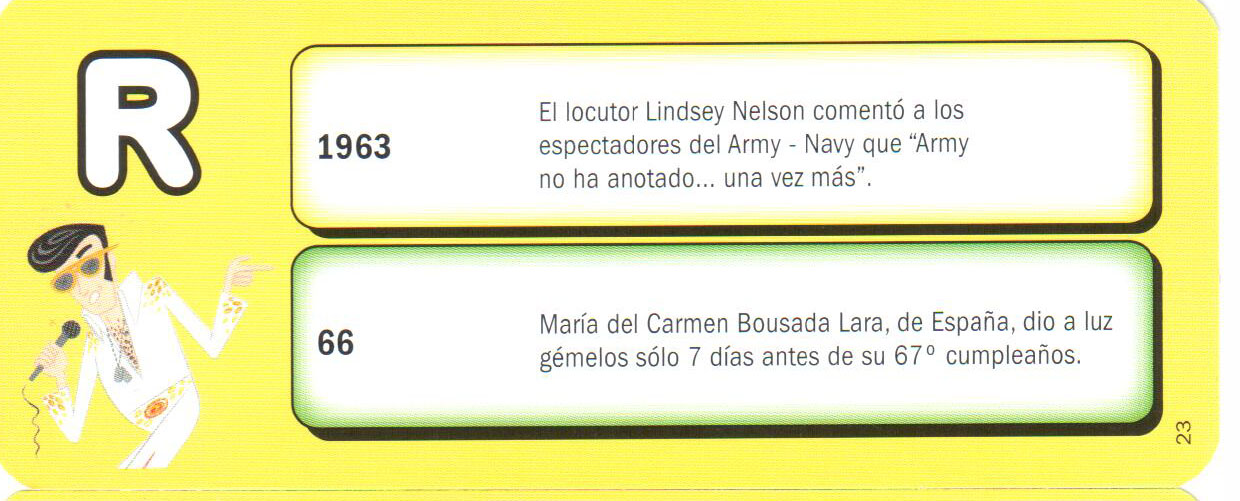 R
1963
El locutor Lindsey Nelson comentó a los
espectadores del Army - Navy que “Army
no ha anotado... una vez más”.
66
María del Carmen Bousada Lara, de España, dio a luz
gémelos sólo 7 días antes de su 67º cumpleaños.
23